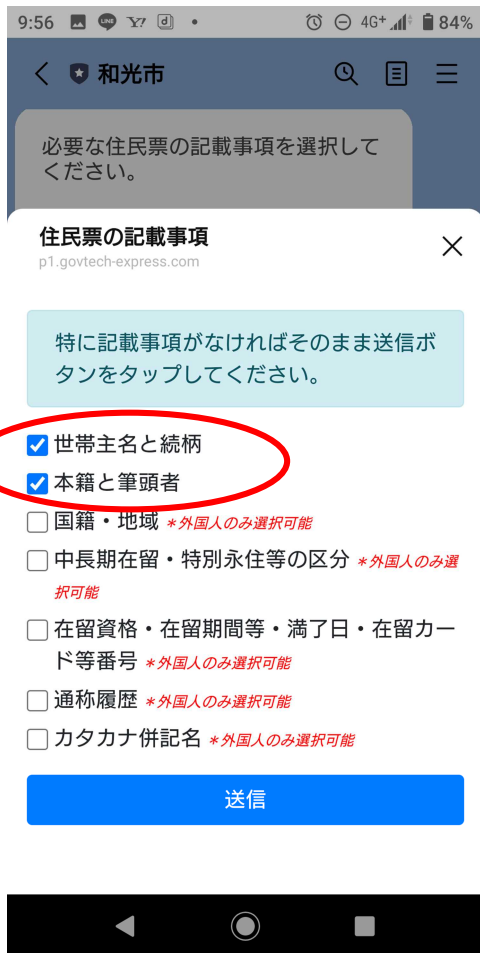 9:56 LINE Y! d 4G+ 84%
和光市
必要な住民票の記載事項を選択して
ください。
住民票の記載事項
p1.govtech-express.com
特に記載事項がなければそのまま送信ボ
タンをタップしてください。
世帯主名と続柄
本籍と筆頭者
国籍・地域 *外国人のみ選択可能
中長期在留・特別永住等の区分 *外国人のみ選
択可能
在留資格・在留期間等・満了日・在留カー
ド等番号 *外国人のみ選択可能
通称履歴 *外国人のみ選択可能
カタカナ併記名 *外国人のみ選択可能
送信